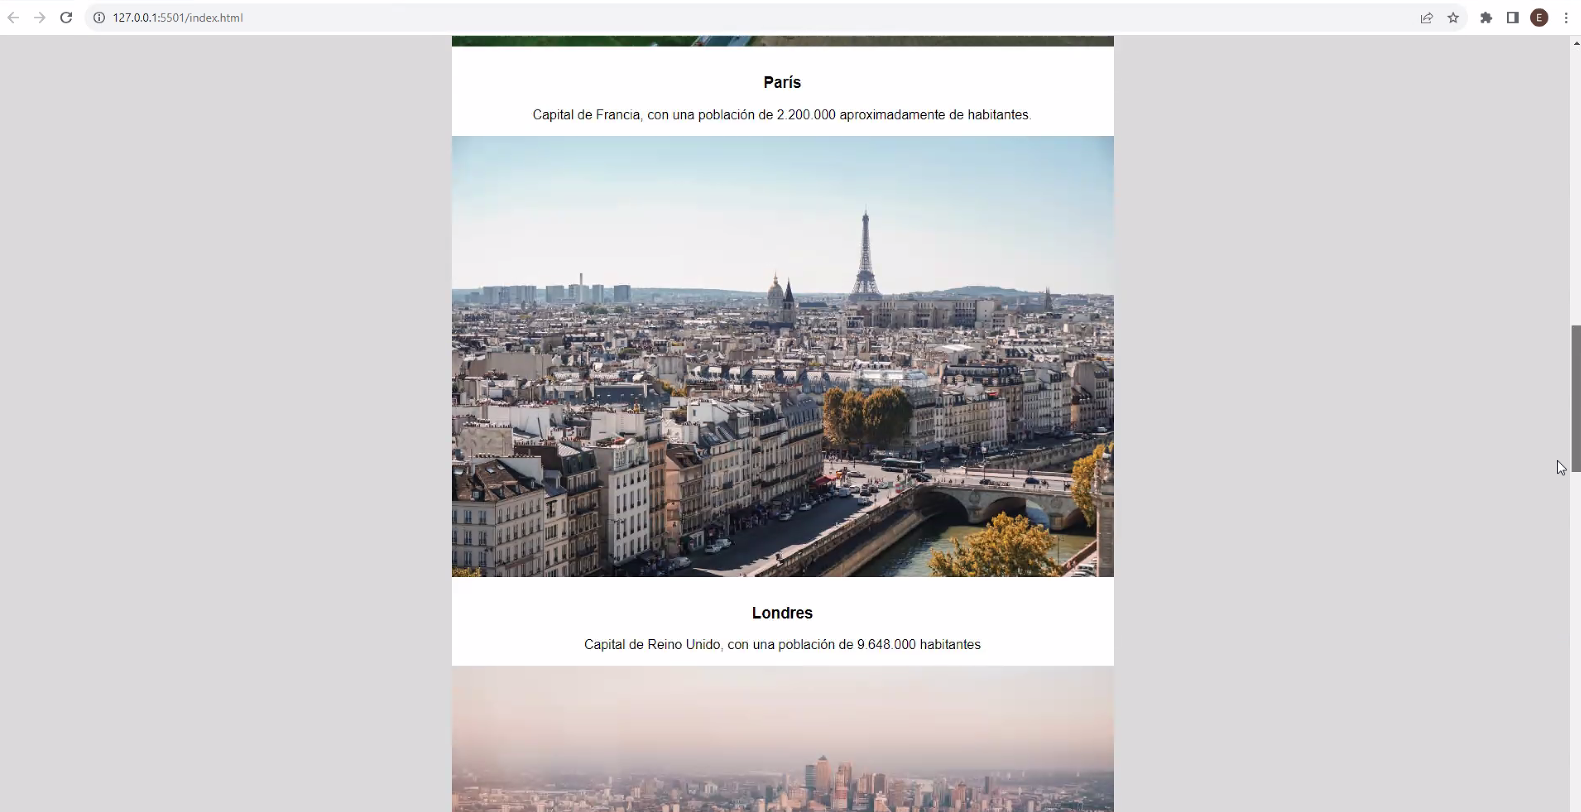 127.0.0.1:5501/index.html
E
París
Capital de Francia, con una población de 2.200.000 aproximadamente de habitantes.
Londres
Capital de Reino Unido, con una población de 9.648.000 habitantes